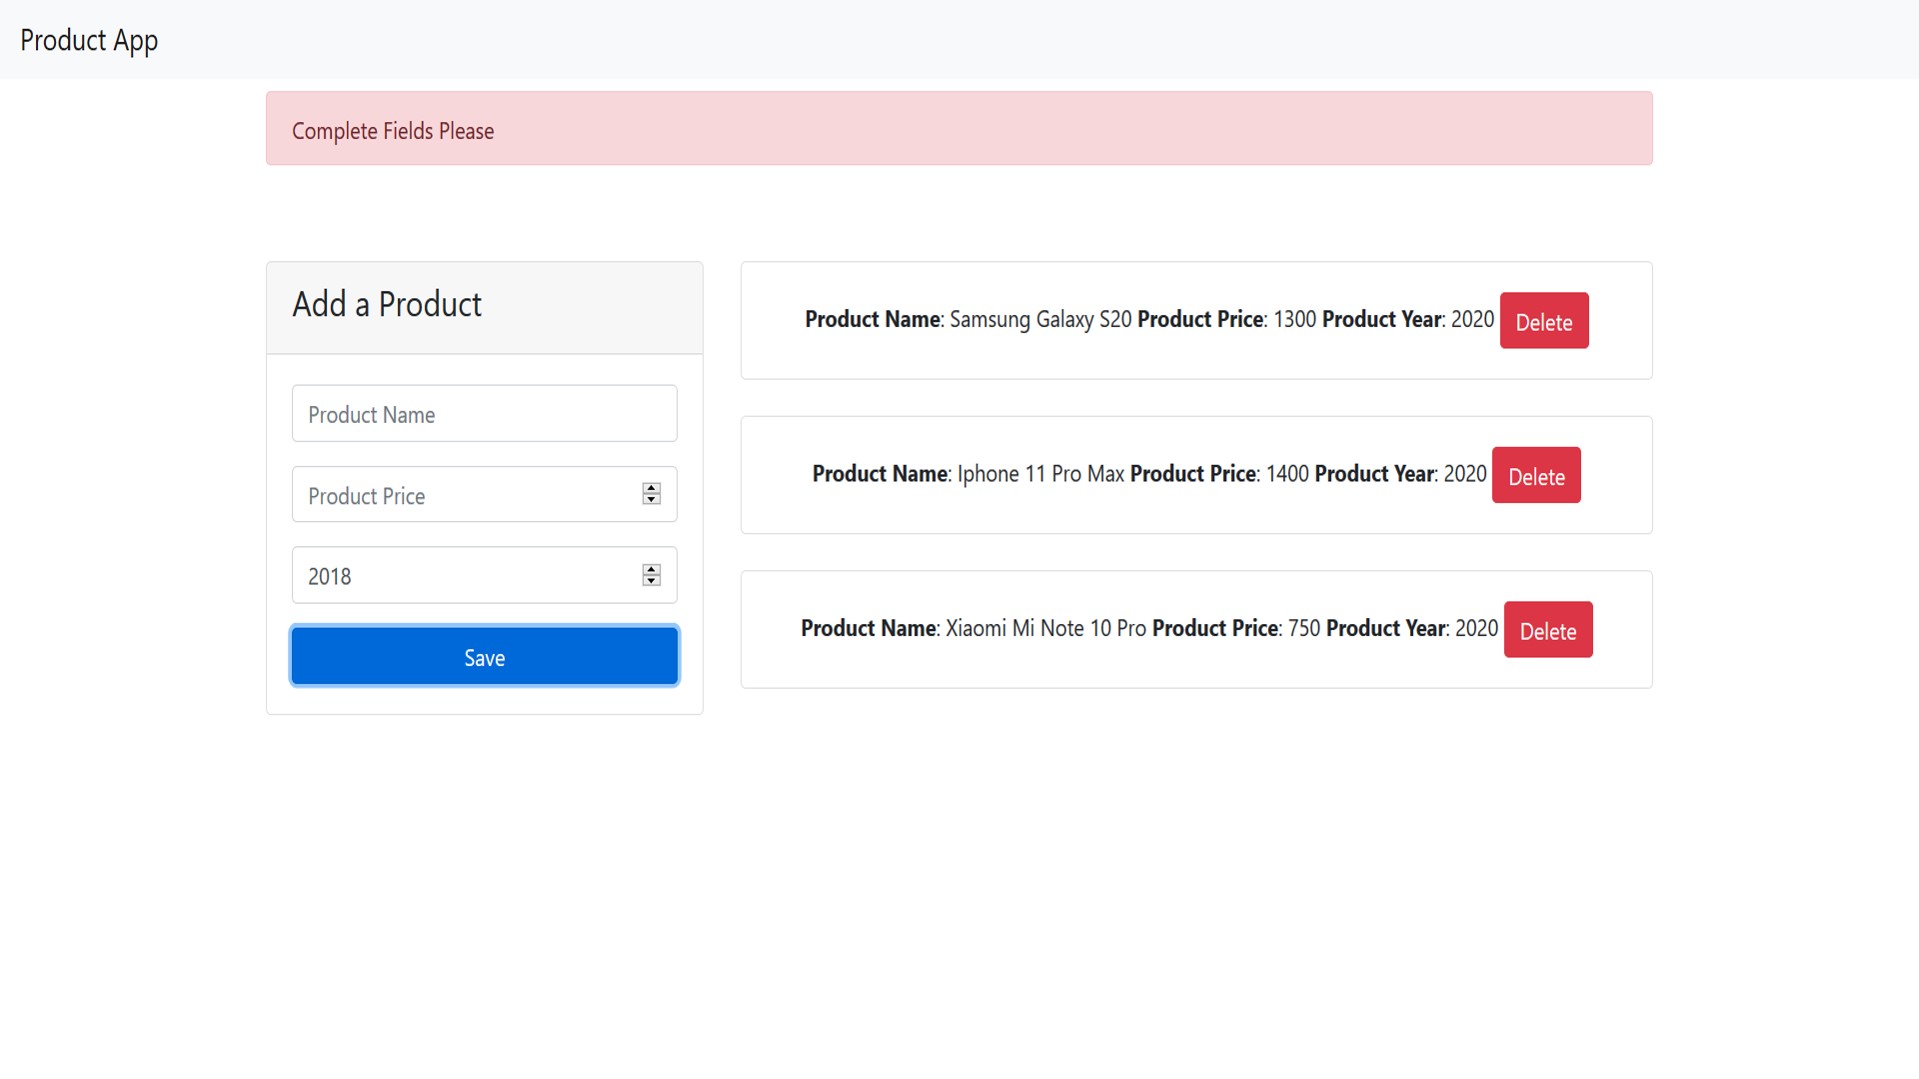 Product App
Complete Fields Please
Add a Product
Product Name
Product Price
2018
Save
Product Name: Samsung Galaxy S20 Product Price: 1300 Product Year: 2020 Delete
Product Name: Iphone 11 Pro Max Product Price: 1400 Product Year: 2020 Delete
Product Name: Xiaomi Mi Note 10 Pro Product Price: 750 Product Year: 2020 Delete